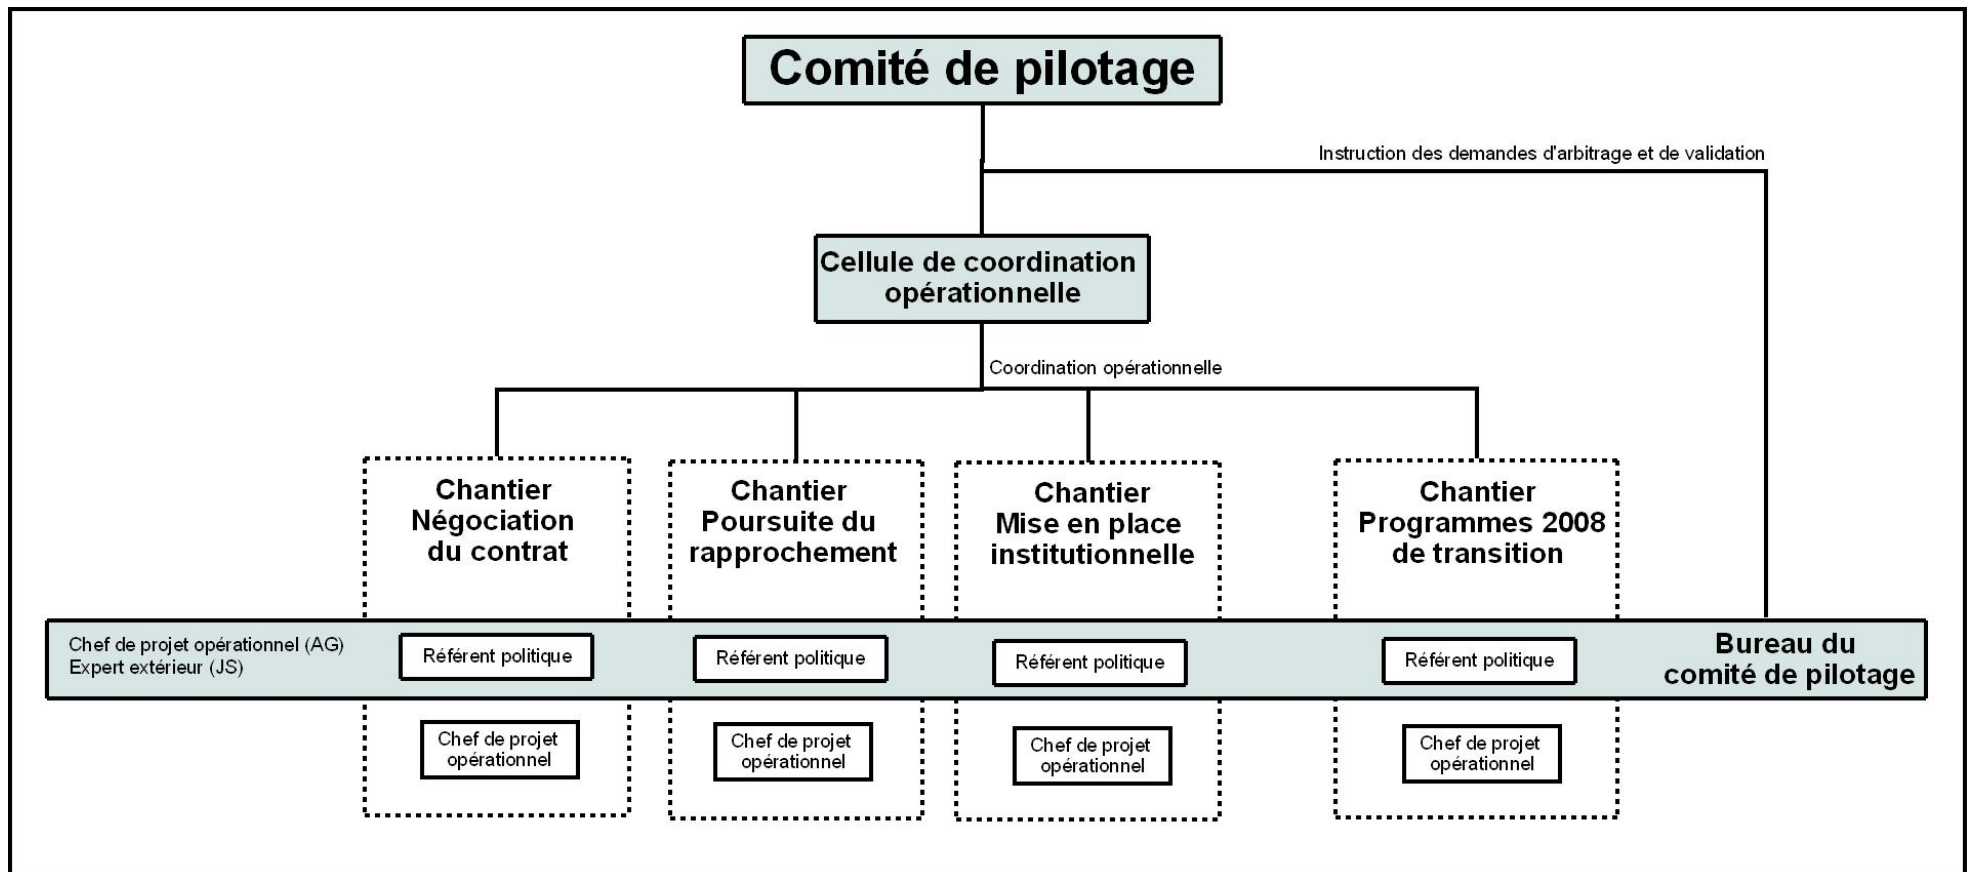 Comité de pilotage
Instruction des demandes d'arbitrage et de validation
Cellule de coordination
opérationnelle
Coordination opérationnelle
Chantier
Négociation
du contrat
Chantier
Poursuite du
rapprochement
Chantier
Mise en place
institutionnelle
Chantier
Programmes 2008
de transition
Chef de projet opérationnel (AG)
Expert extérieur (JS)
Référent politique
Référent politique
Référent politique
Référent politique
Bureau du
comité de pilotage
Chef de projet
opérationnel
Chef de projet
opérationnel
Chef de projet
opérationnel
Chef de projet
opérationnel